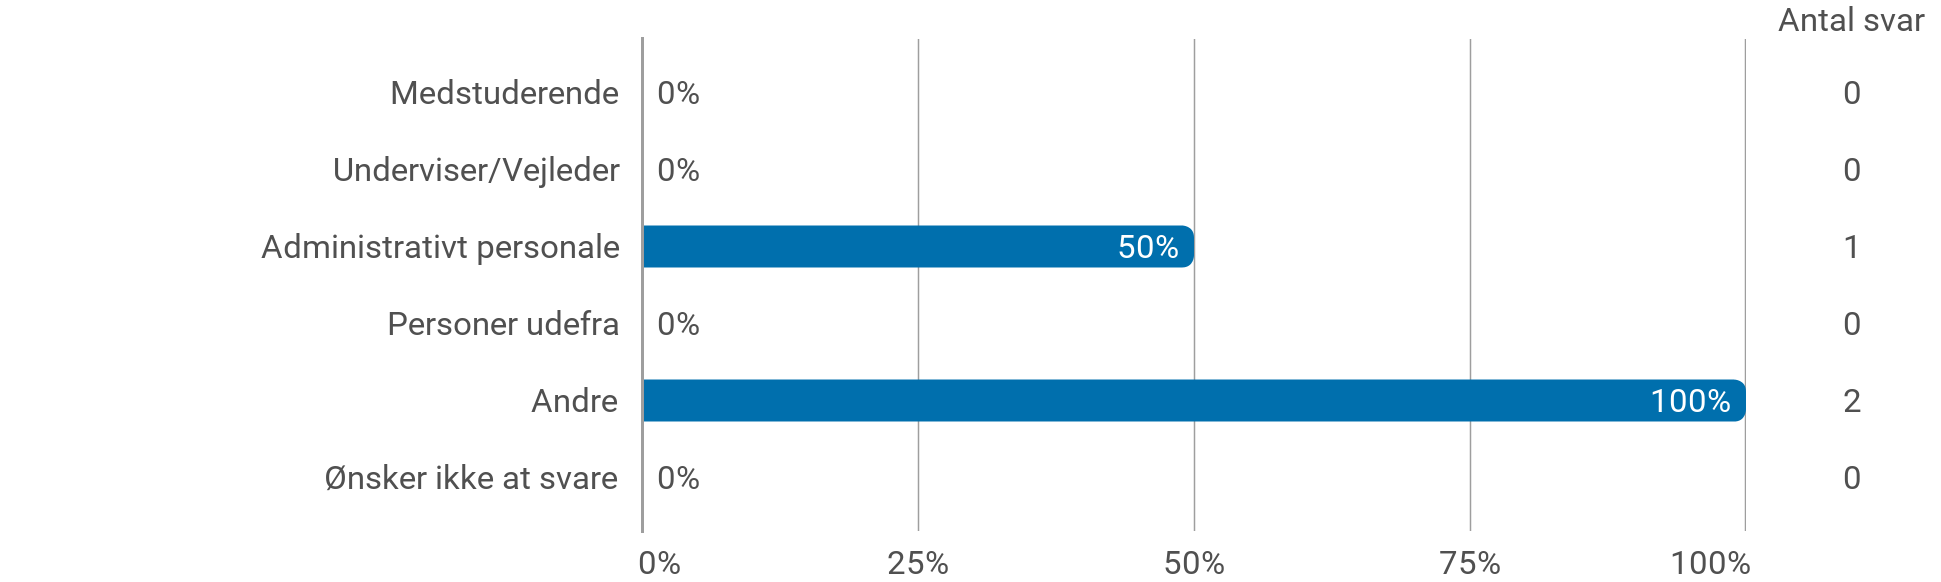 Antal svar
Medstuderende 0% 0
Underviser/Vejleder 0% 0
Administrativt personale 50% 1
Personer udefra 0% 0
Andre 100% 2
Ønsker ikke at svare 0% 0
0% 25% 50% 75% 100%